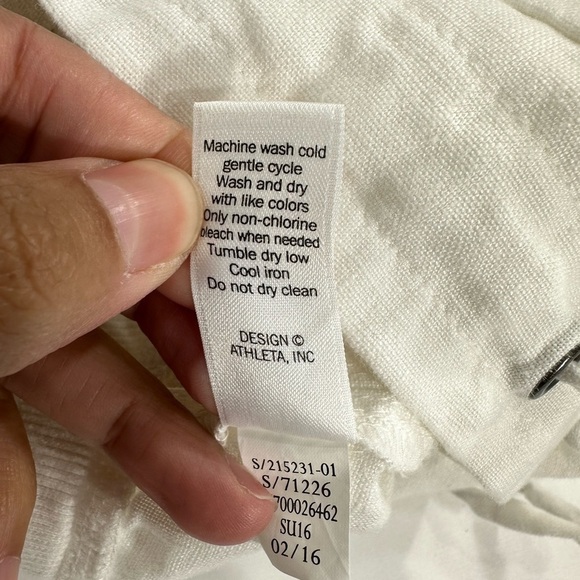 Machine wash cold
gentle cycle
Wash and dry
with like colors
Only non-chlorine
bleach when needed
Tumble dry low
Cool iron
Do not dry clean
DESIGN ©
ATHLETA, INC
S/215231-01
S/71226
700026462
SU16
02/16